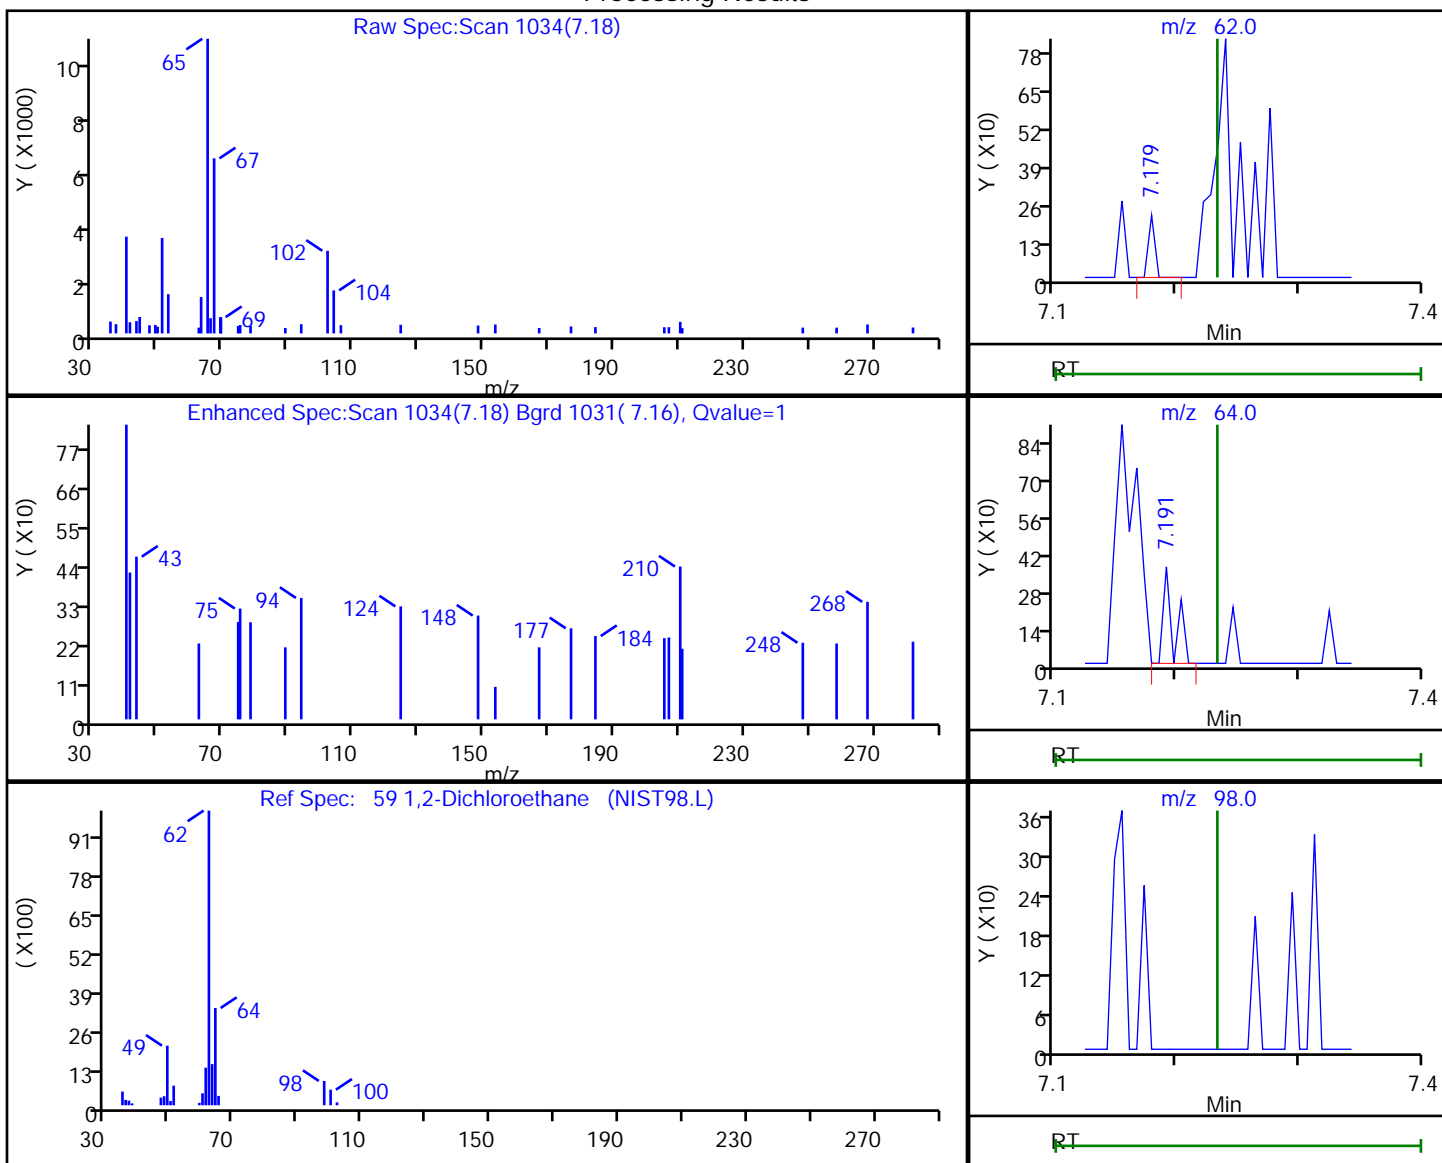 Processing Results
Raw Spec:Scan 1034(7.18)
Y ( X1000)
10
8
6
4
2
0
65
67
102
104
69
30 70 110 150 190 230 270
m/z
m/z 62.0
Y ( X10)
78
65
52
39
26
13
0
7.179
7.1 7.4
Min
RT
Enhanced Spec:Scan 1034(7.18) Bgrd 1031( 7.16), Qvalue=1
Y ( X10)
77
66
55
44
33
22
11
0
43
75
94
124
148
177
184
210
248
268
30 70 110 150 190 230 270
m/z
m/z 64.0
Y ( X10)
84
70
56
42
28
14
0
7.191
7.1 7.4
Min
RT
Ref Spec: 59 1,2-Dichloroethane (NIST98.L)
( X100)
91
78
65
52
39
26
13
0
62
64
49
98
100
30 70 110 150 190 230 270
m/z 98.0
Y ( X10)
36
30
24
18
12
6
0
7.1 7.4
Min
RT